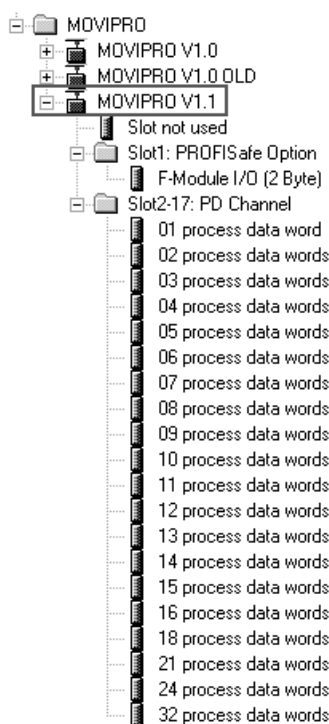 MOVIPRO
MOVIPRO V1.0
MOVIPRO V1.0 OLD
MOVIPRO V1.1
Slot not used
Slot1: PROFISafe Option
F-Module I/O (2 Byte)
Slot2-17: PD Channel
01 process data word
02 process data words
03 process data words
04 process data words
05 process data words
06 process data words
07 process data words
08 process data words
09 process data words
10 process data words
11 process data words
12 process data words
13 process data words
14 process data words
15 process data words
16 process data words
18 process data words
21 process data words
24 process data words
32 process data words